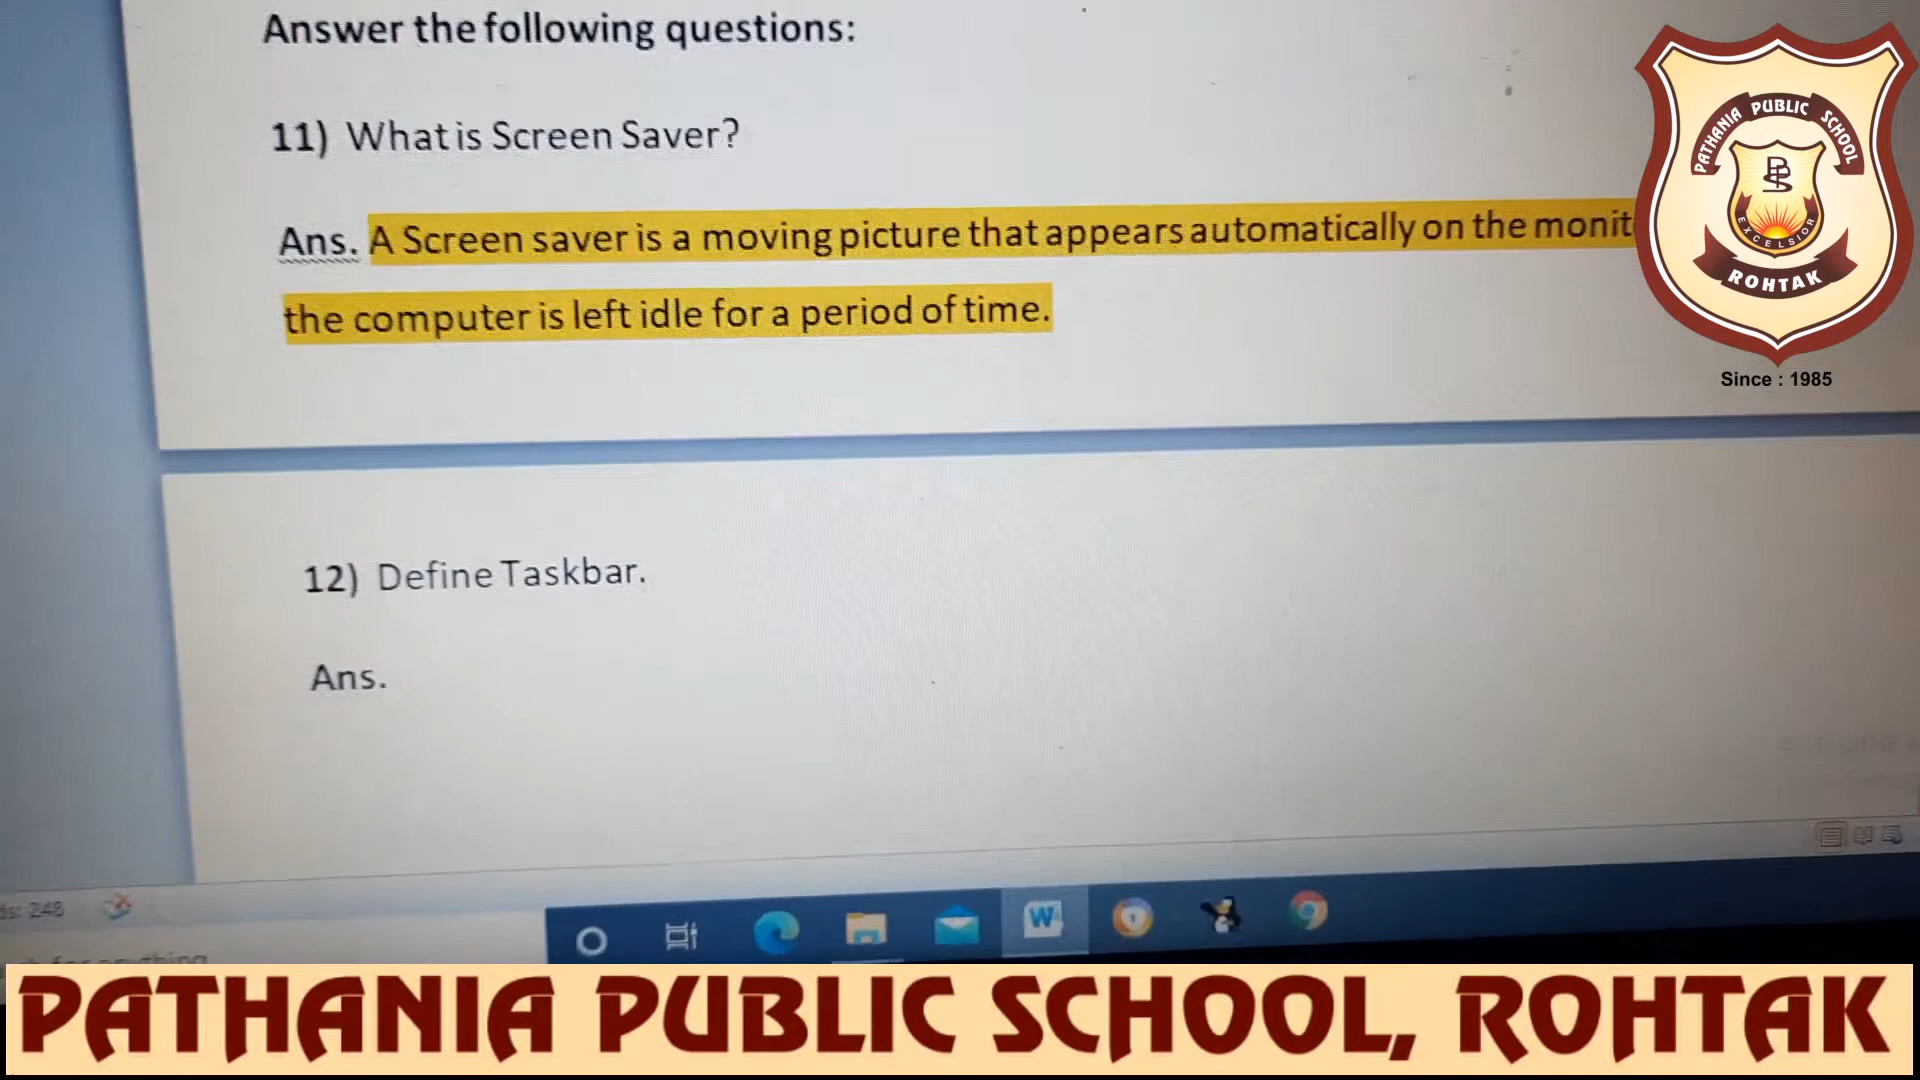 Answer the following questions:
11) What is Screen Saver?
Ans. A Screen saver is a moving picture that appears automatically on the
the computer is left idle for a period of time.
12) Define Taskbar.
Ans.
248
PATHANIA PUBLIC SCHOOL
PBS
EXCELSIOR
ROHTAK
Since : 1985
W
PATHANIA PUBLIC SCHOOL, ROHTAK